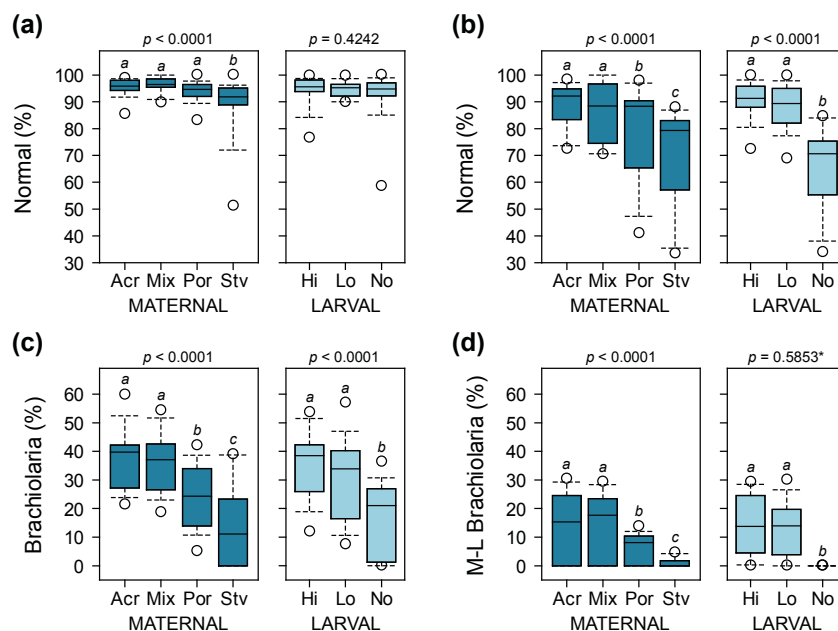 (a)
p < 0.0001
p = 0.4242
Normal (%)
100
90
80
70
60
50
40
30
a
a
a
b
Acr Mix Por Stv
MATERNAL
Hi Lo No
LARVAL
(b)
p < 0.0001
p < 0.0001
Normal (%)
100
90
80
70
60
50
40
30
a
a
b
c
a
a
b
Acr Mix Por Stv
MATERNAL
Hi Lo No
LARVAL
(c)
p < 0.0001
p < 0.0001
Brachiolaria (%)
60
50
40
30
20
10
0
a
a
b
c
a
a
b
Acr Mix Por Stv
MATERNAL
Hi Lo No
LARVAL
(d)
p < 0.0001
p = 0.5853*
M-L Brachiolaria (%)
60
50
40
30
20
10
0
a
a
b
c
a
a
b
Acr Mix Por Stv
MATERNAL
Hi Lo No
LARVAL